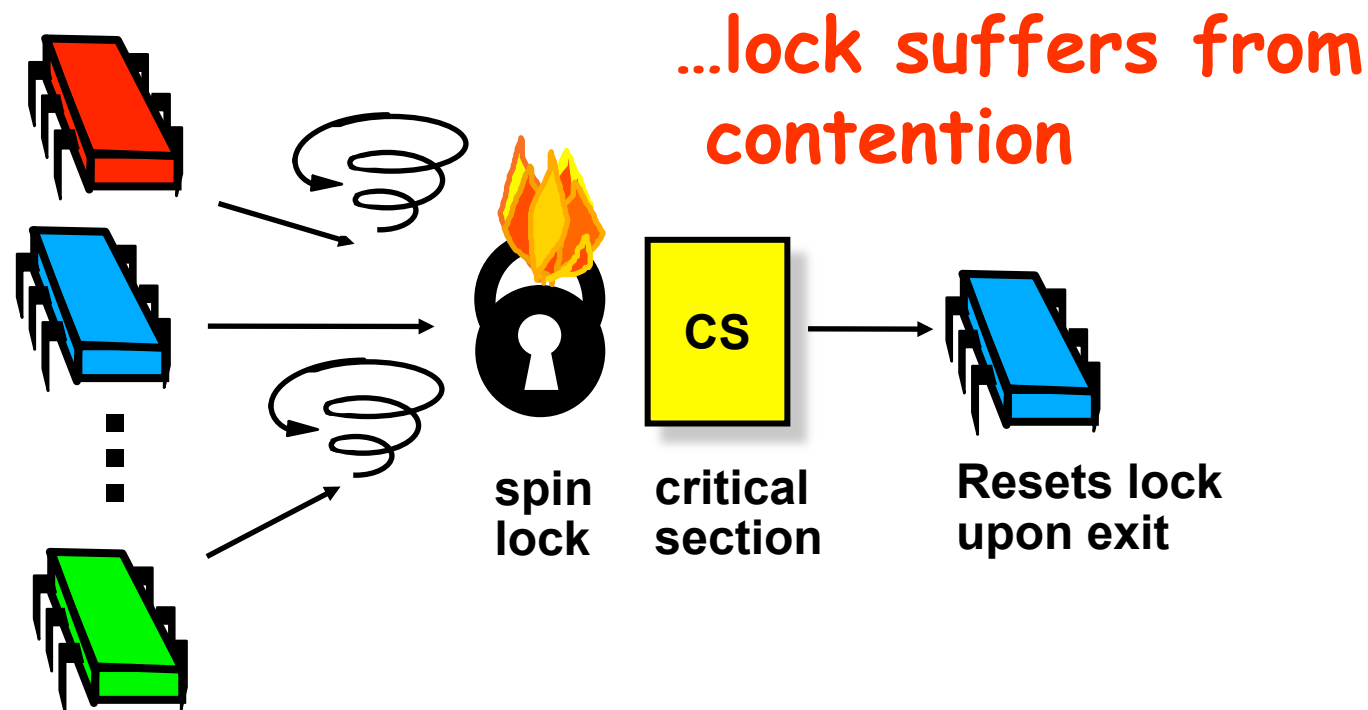 …lock suffers from
contention
CS
spin
lock
critical
section
Resets lock
upon exit